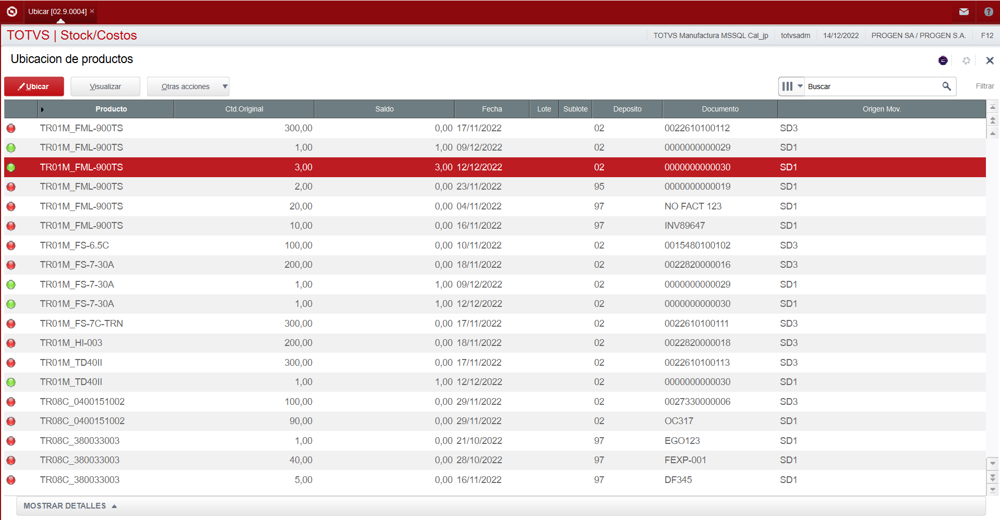 Ubicar [02.9.0004] ×
TOTVS | Stock/Costos TOTVS Manufactura MSSQL Cal_jp totvsadm 14/12/2022 PROGEN SA / PROGEN S.A. F12
Ubicacion de productos
Ubicar Visualizar Otras acciones Buscar Filtrar
Producto Ctd.Original Saldo Fecha Lote Sublote Deposito Documento Origen Mov.
TR01M_FML-900TS 300,00 0,00 17/11/2022 02 0022610100112 SD3
TR01M_FML-900TS 1,00 1,00 09/12/2022 02 0000000000029 SD1
TR01M_FML-900TS 3,00 3,00 12/12/2022 02 0000000000030 SD1
TR01M_FML-900TS 2,00 0,00 23/11/2022 95 0000000000019 SD1
TR01M_FML-900TS 20,00 0,00 04/11/2022 97 NO FACT 123 SD1
TR01M_FML-900TS 10,00 0,00 16/11/2022 97 INV89647 SD1
TR01M_FS-6.5C 100,00 0,00 10/11/2022 02 0015480100102 SD3
TR01M_FS-7-30A 200,00 0,00 18/11/2022 02 0022820000016 SD3
TR01M_FS-7-30A 1,00 1,00 09/12/2022 02 0000000000029 SD1
TR01M_FS-7-30A 1,00 1,00 12/12/2022 02 0000000000030 SD1
TR01M_FS-7C-TRN 300,00 0,00 17/11/2022 02 0022610100111 SD3
TR01M_HI-003 200,00 0,00 18/11/2022 02 0022820000018 SD3
TR01M_TD40II 300,00 0,00 17/11/2022 02 0022610100113 SD3
TR01M_TD40II 1,00 1,00 12/12/2022 02 0000000000030 SD1
TR08C_0400151002 100,00 0,00 29/11/2022 02 0027330000006 SD3
TR08C_0400151002 90,00 0,00 29/11/2022 02 OC317 SD1
TR08C_380033003 1,00 0,00 21/10/2022 97 EGO123 SD1
TR08C_380033003 40,00 0,00 28/10/2022 97 FEXP-001 SD1
TR08C_380033003 5,00 0,00 16/11/2022 97 DF345 SD1
MOSTRAR DETALLES